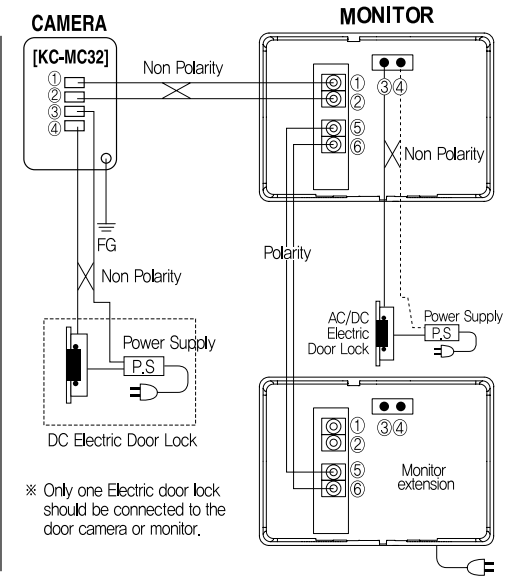 CAMERA
[KC-MC32]
①
②
③
④
Non Polarity
FG
Non Polarity
Power Supply
P.S
DC Electric Door Lock
※ Only one Electric door lock
should be connected to the
door camera or monitor.
MONITOR
①
②
⑤
⑥
③④
Non Polarity
Polarity
AC/DC
Electric
Door Lock
Power Supply
P.S
①
②
⑤
⑥
③④
Monitor
extension